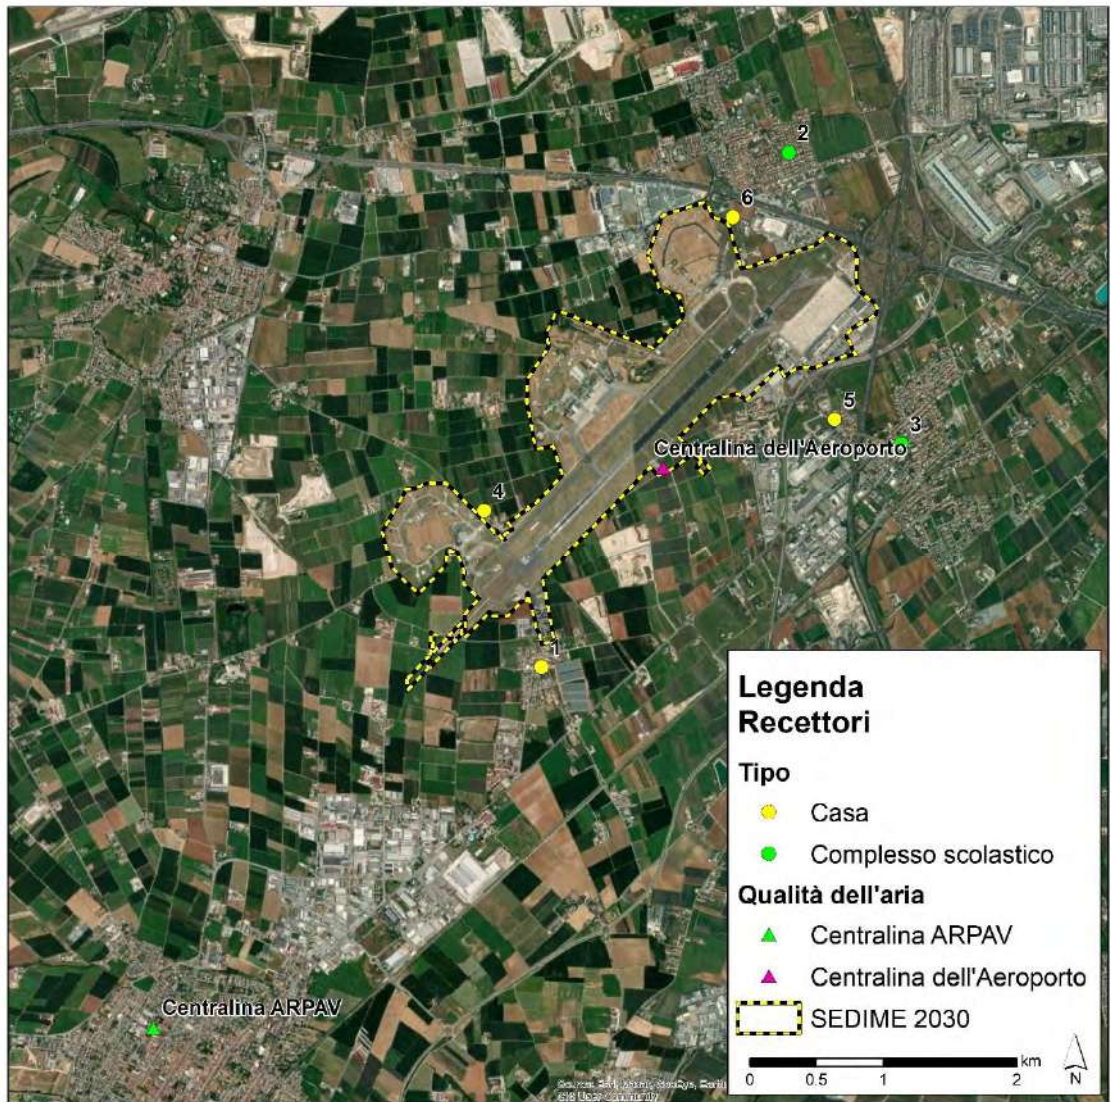 2
6
5
3
Centralina dell'Aeroporto
4
1
Legenda
Recettori
Tipo
Casa
Complesso scolastico
Qualità dell'aria
Centralina ARPAV
Centralina dell'Aeroporto
SEDIME 2030
km
0 0.5 1 2
N
Centralina ARPAV